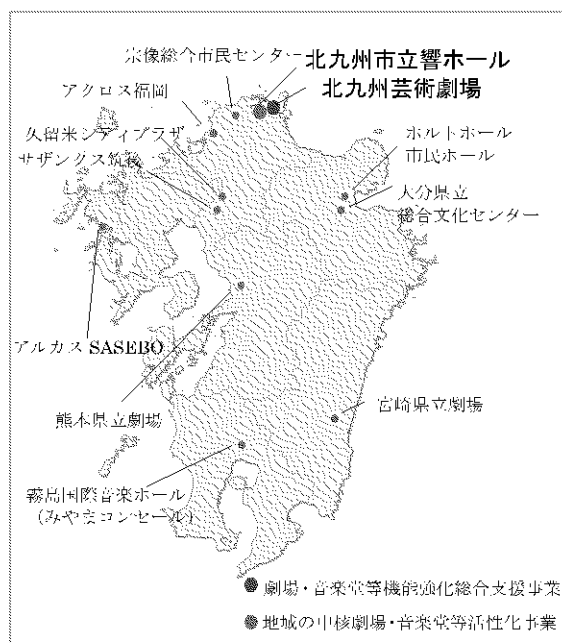 宗像総合市民センター
北九州市立響ホール
北九州芸術劇場
アクロス福岡
久留米シティプラザ
サザンクス筑後
ホルトホール
市民ホール
大分県立
総合文化センター
アルカスSASEBO
熊本県立劇場
宮崎県立劇場
霧島国際音楽ホール
(みやまコンセール)
劇場・音楽堂等機能強化総合支援事業
地域の中核劇場・音楽堂等活性化事業